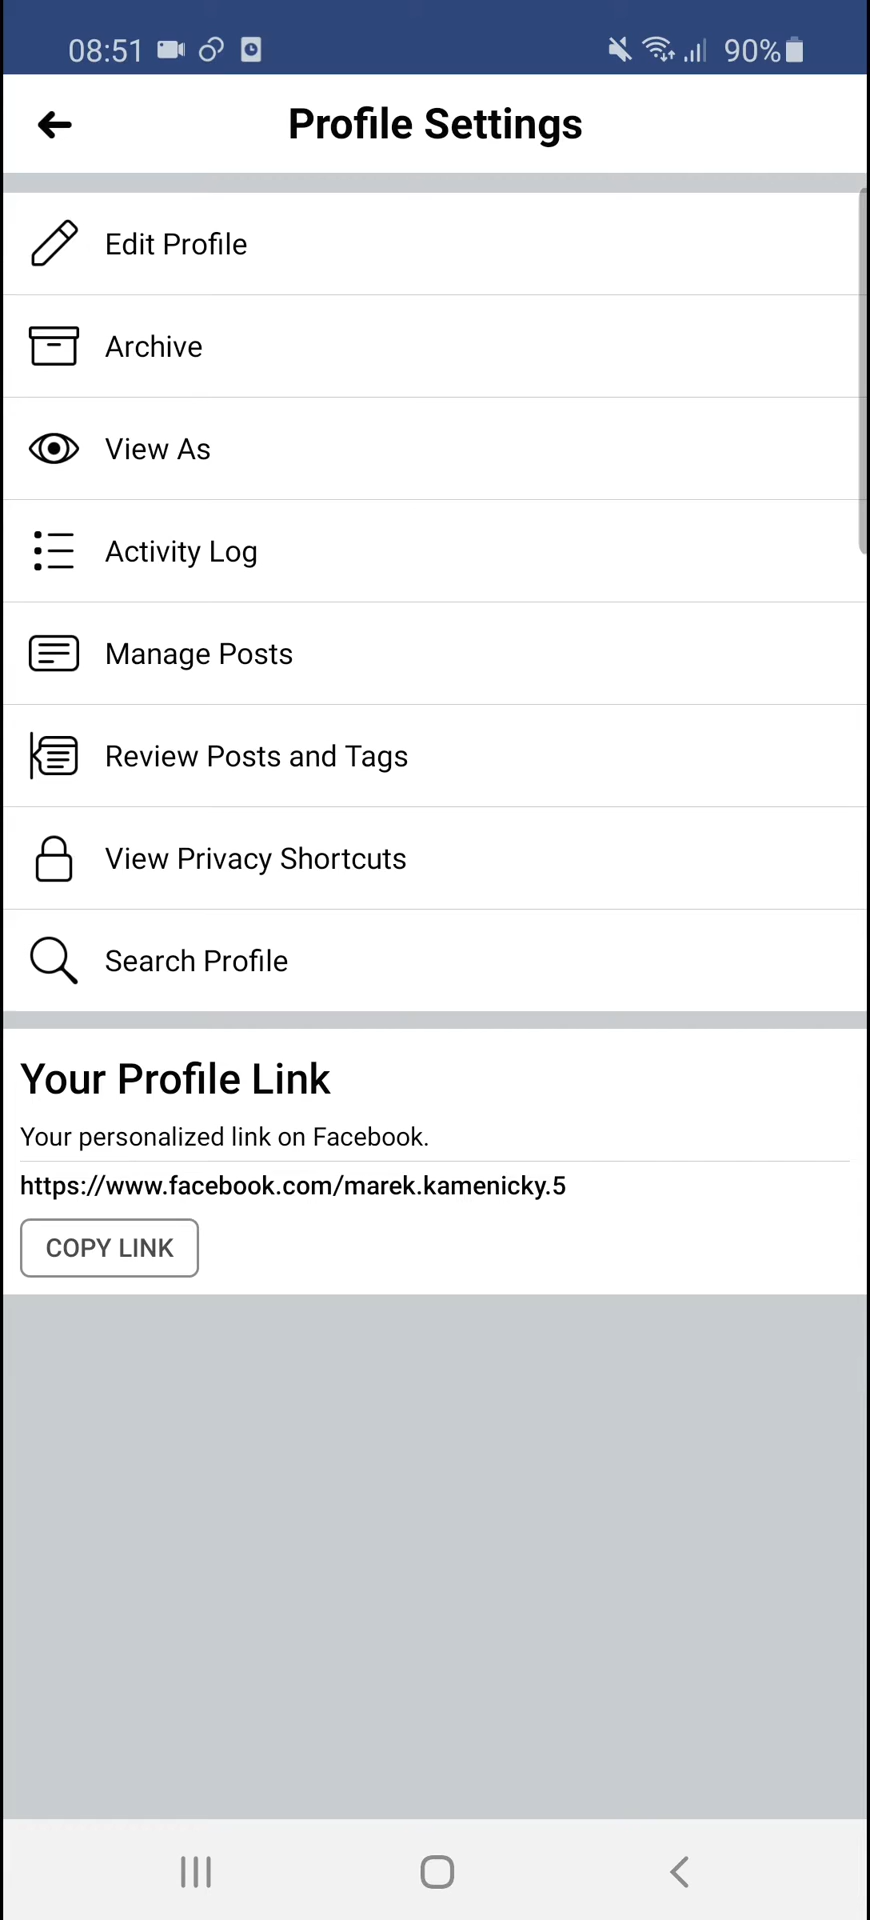 08:51 90%
Profile Settings
Edit Profile
Archive
View As
Activity Log
Manage Posts
Review Posts and Tags
View Privacy Shortcuts
Search Profile
Your Profile Link
Your personalized link on Facebook.
https://www.facebook.com/marek.kamenicky.5
COPY LINK